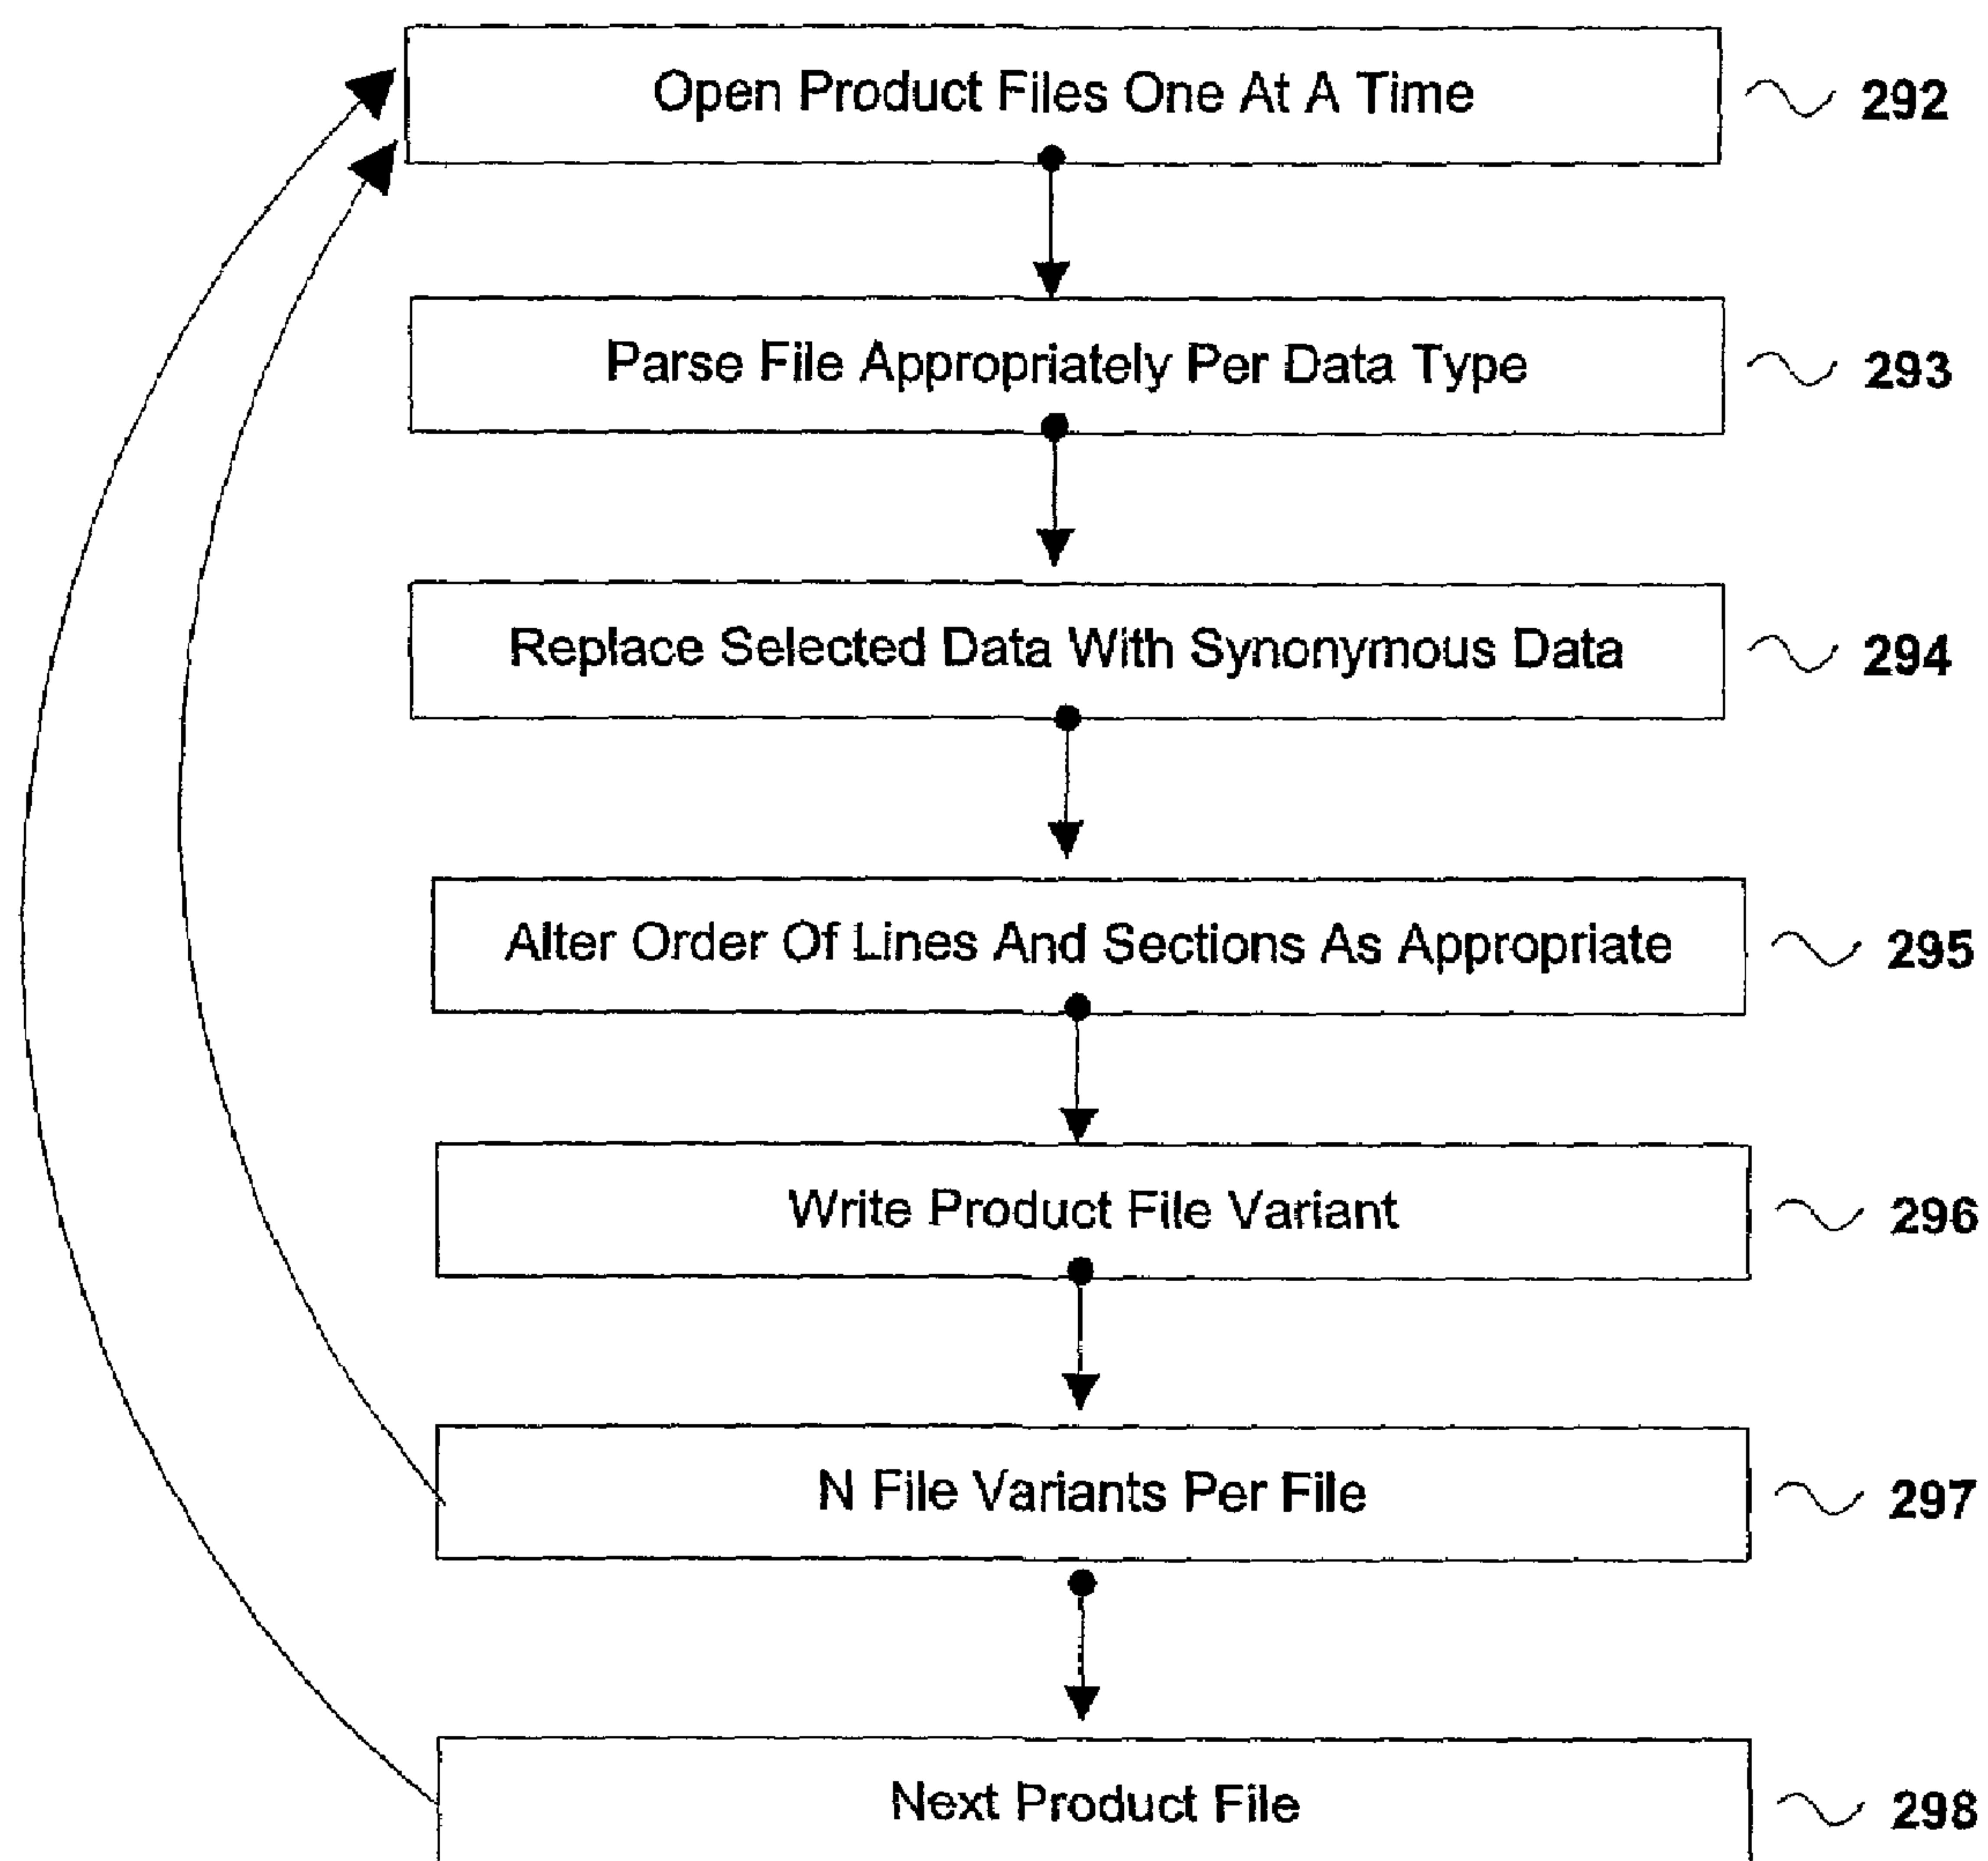 Open Product Files One At A Time 292
Parse File Appropriately Per Data Type 293
Replace Selected Data With Synonymous Data 294
Alter Order Of Lines And Sections As Appropriate 295
Write Product File Variant 296
N File Variants Per File 297
Next Product File 298